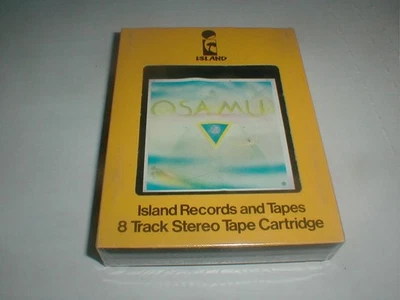 ISLAND
OSAMU
Island Records and Tapes
8 Track Stereo Tape Cartridge